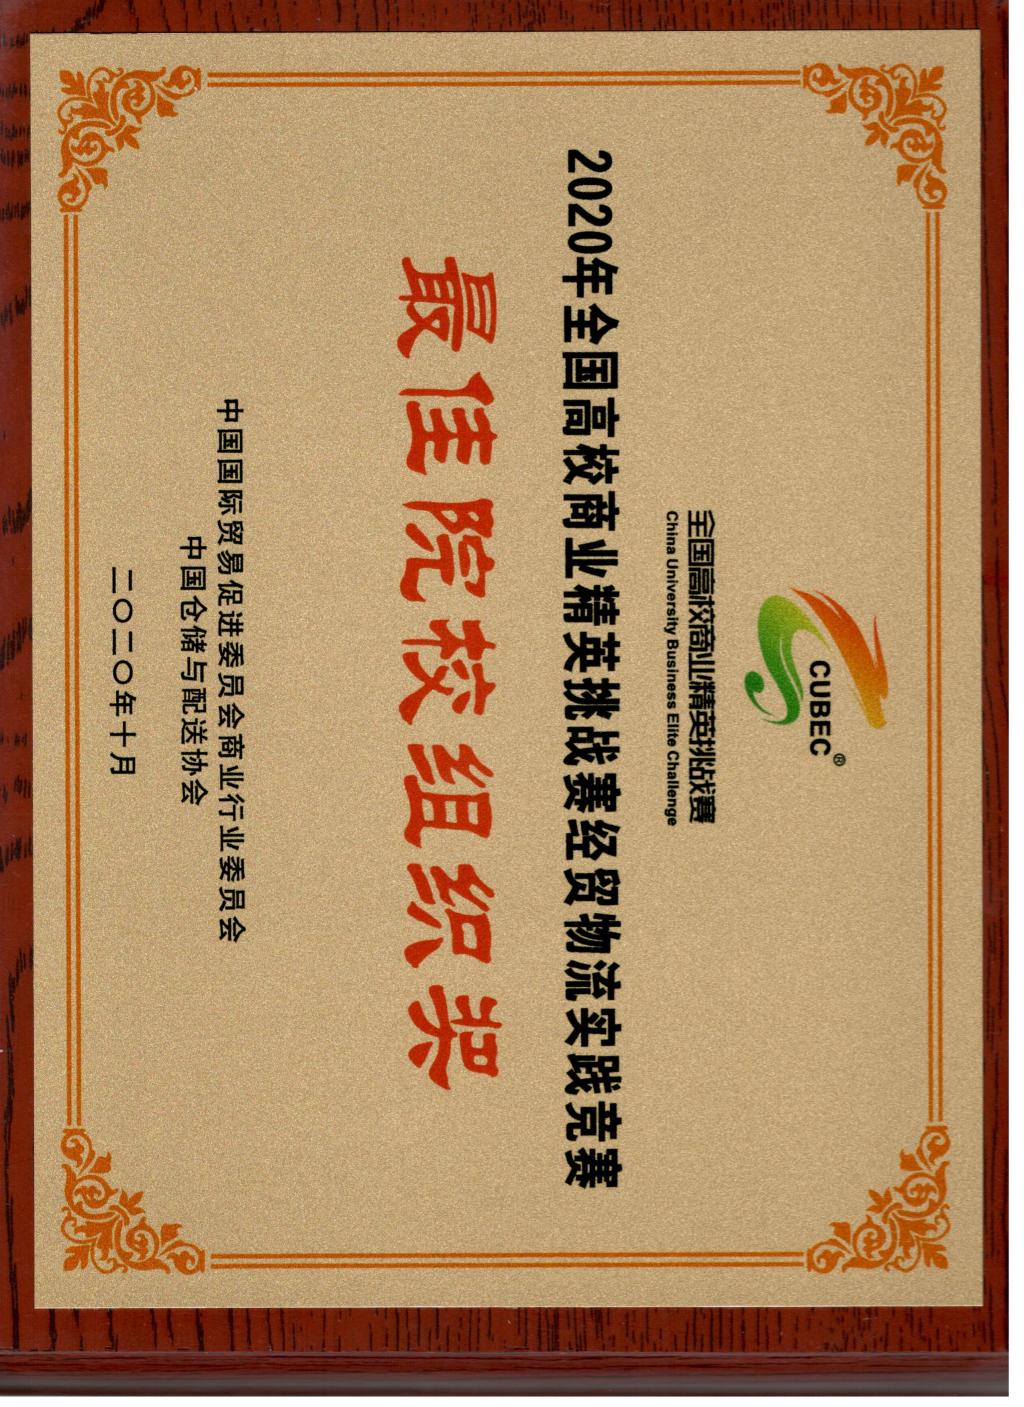 CUBEC®
全国高校商业精英挑战赛
China University Business Elite Challenge
2020年全国高校商业精英挑战赛经贸物流实践竞赛
最佳院校组织奖
中国国际贸易促进委员会商业行业委员会
中国仓储与配送协会
二〇二〇年十月